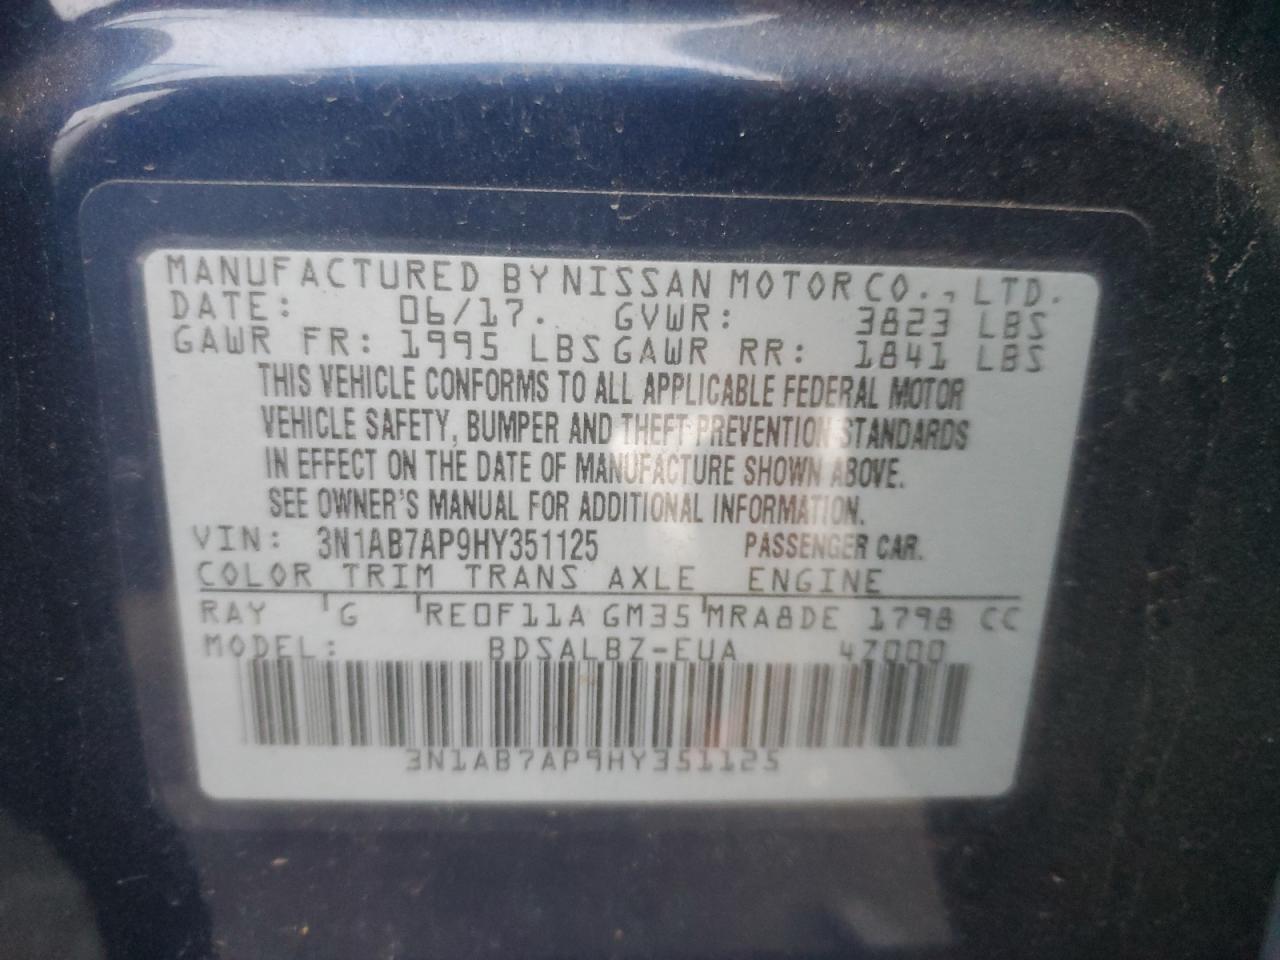 MANUFACTURED BY NISSAN MOTOR CO., LTD.
DATE: 06/17. GVWR: 3823 LBS
GAWR FR: 1995 LBS GAWR RR: 1841 LBS
THIS VEHICLE CONFORMS TO ALL APPLICABLE FEDERAL MOTOR
VEHICLE SAFETY, BUMPER AND THEFT PREVENTION STANDARDS
IN EFFECT ON THE DATE OF MANUFACTURE SHOWN ABOVE.
SEE OWNER'S MANUAL FOR ADDITIONAL INFORMATION.
VIN: 3N1AB7AP9HY351125 PASSENGER CAR.
COLOR TRIM TRANS AXLE ENGINE
RAY G RE0F11A GM35 MRA8DE 1798 CC
MODEL: BDSALBZ-EUA 47000
3N1AB7AP9HY351125